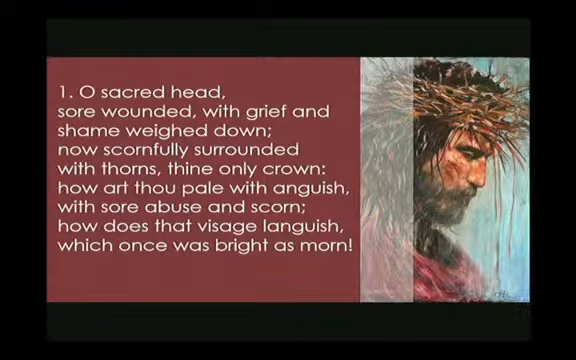 1. O sacred head,
sore wounded, with grief and
shame weighed down;
now scornfully surrounded
with thorns, thine only crown:
how art thou pale with anguish,
with sore abuse and scorn;
how does that visage languish,
which once was bright as morn!